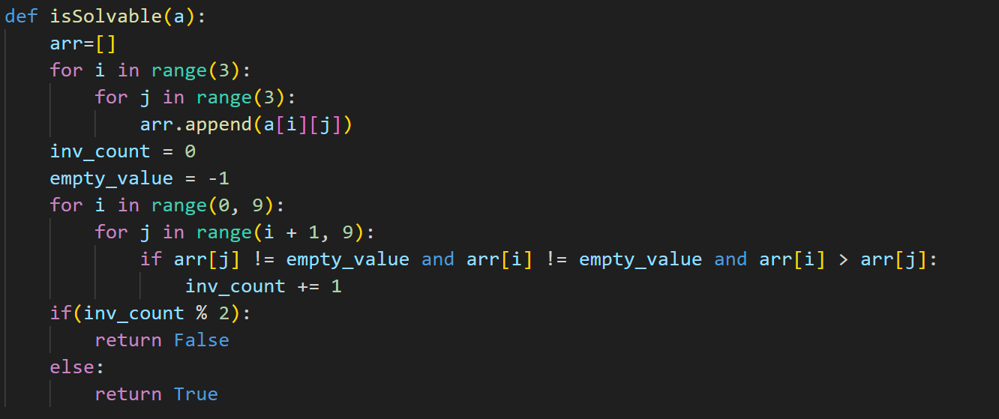 def isSolvable(a):
    arr=[]
    for i in range(3):
        for j in range(3):
            arr.append(a[i][j])
    inv_count = 0
    empty_value = -1
    for i in range(0, 9):
        for j in range(i + 1, 9):
            if arr[j] != empty_value and arr[i] != empty_value and arr[i] > arr[j]:
                inv_count += 1
    if(inv_count % 2):
        return False
    else:
        return True